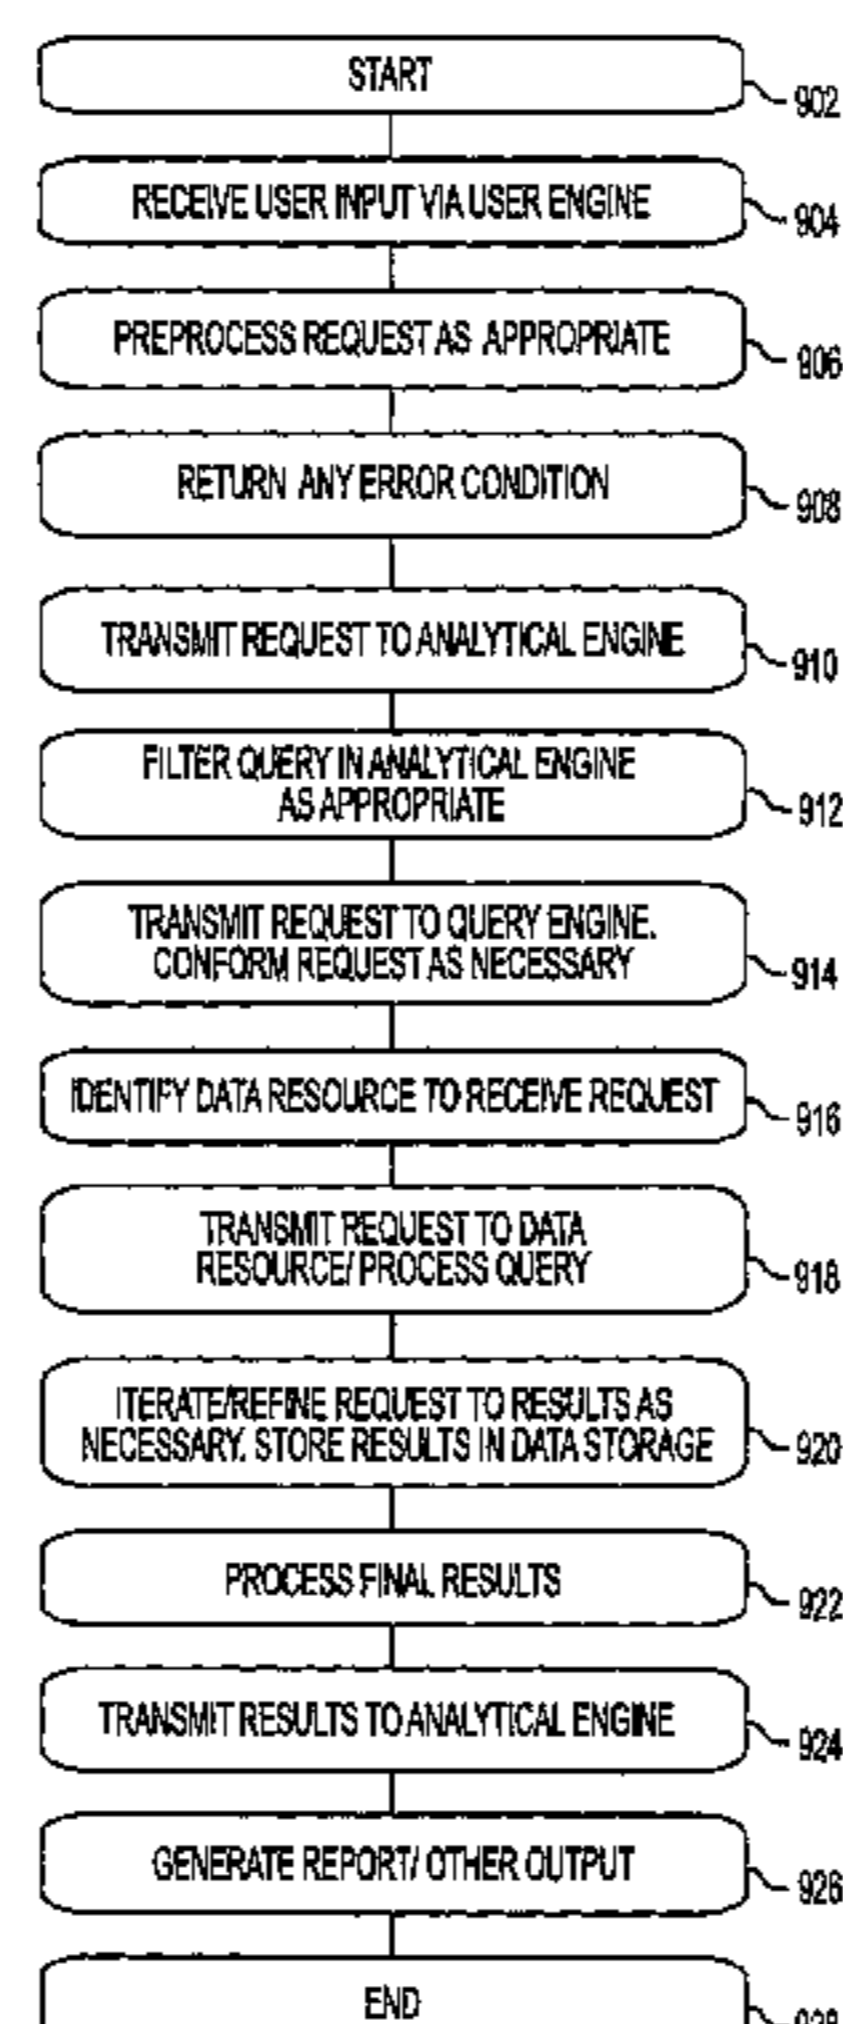 START
902
RECEIVE USER INPUT VIA USER ENGINE
904
PREPROCESS REQUEST AS APPROPRIATE
906
RETURN ANY ERROR CONDITION
908
TRANSMIT REQUEST TO ANALYTICAL ENGINE
910
FILTER QUERY IN ANALYTICAL ENGINE
AS APPROPRIATE
912
TRANSMIT REQUEST TO QUERY ENGINE.
CONFORM REQUEST AS NECESSARY
914
IDENTIFY DATA RESOURCE TO RECEIVE REQUEST
916
TRANSMIT REQUEST TO DATA
RESOURCE/ PROCESS QUERY
918
ITERATE/REFINE REQUEST TO RESULTS AS
NECESSARY. STORE RESULTS IN DATA STORAGE
920
PROCESS FINAL RESULTS
922
TRANSMIT RESULTS TO ANALYTICAL ENGINE
924
GENERATE REPORT/ OTHER OUTPUT
926
END